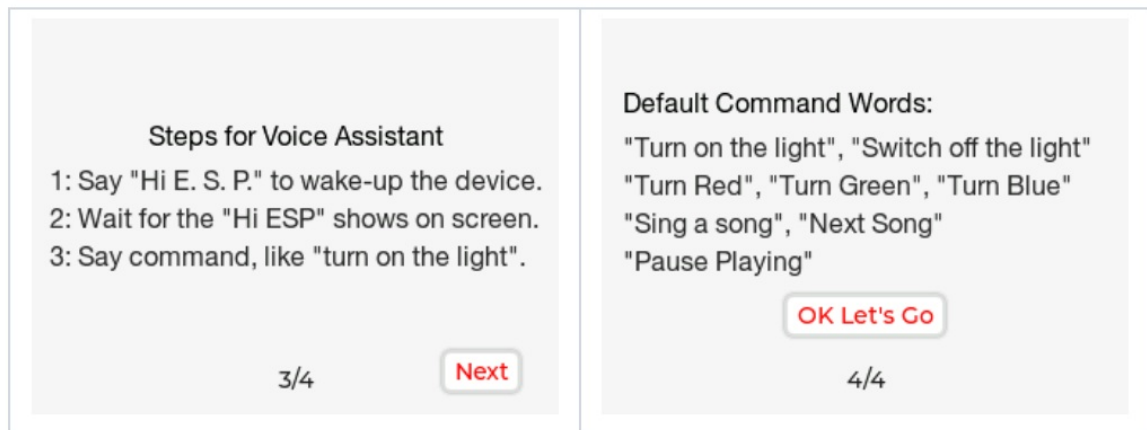 Steps for Voice Assistant
1: Say "Hi E. S. P." to wake-up the device.
2: Wait for the "Hi ESP" shows on screen.
3: Say command, like "turn on the light".
Next
3/4
Default Command Words:
"Turn on the light", "Switch off the light"
"Turn Red", "Turn Green", "Turn Blue"
"Sing a song", "Next Song"
"Pause Playing"
OK Let's Go
4/4